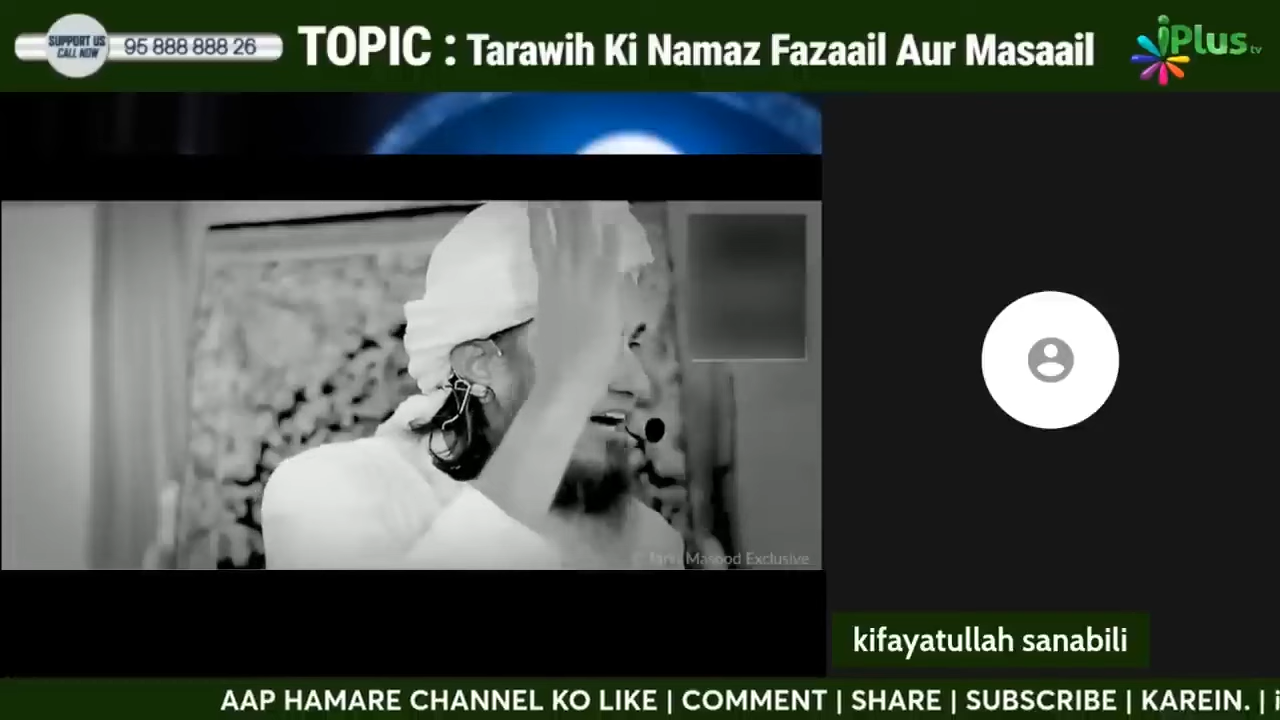 SUPPORT US
CALL NOW
95 888 888 26
TOPIC : Tarawih Ki Namaz Fazaail Aur Masaail
iPlus tv
Masood Exclusive
kifayatullah sanabili
AAP HAMARE CHANNEL KO LIKE | COMMENT | SHARE | SUBSCRIBE | KAREIN. |